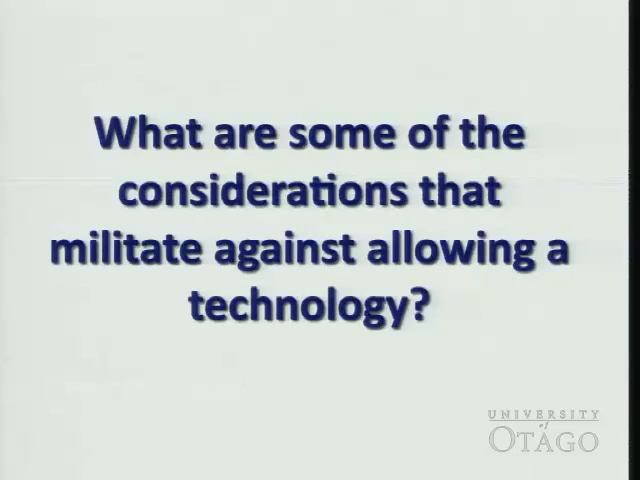 What are some of the
considerations that
militate against allowing a
technology?
UNIVERSITY
of
OTAGO